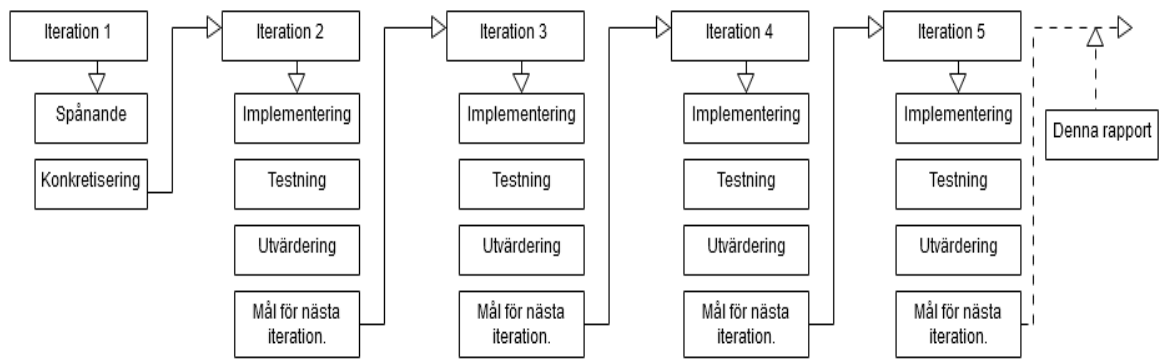 Iteration 1
Spånande
Konkretisering
Iteration 2
Implementering
Testning
Utvärdering
Mål för nästa
iteration.
Iteration 3
Implementering
Testning
Utvärdering
Mål för nästa
iteration.
Iteration 4
Implementering
Testning
Utvärdering
Mål för nästa
iteration.
Iteration 5
Implementering
Testning
Utvärdering
Mål för nästa
iteration.
Denna rapport